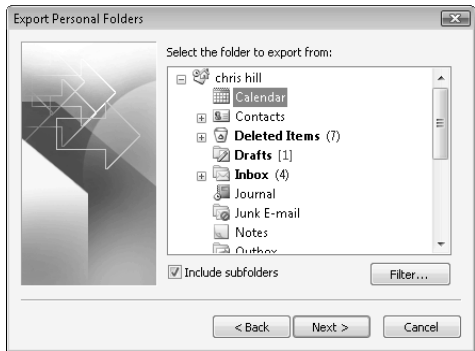 Export Personal Folders
Select the folder to export from:
chris hill
Calendar
Contacts
Deleted Items (7)
Drafts [1]
Inbox (4)
Journal
Junk E-mail
Notes
Outbox
Include subfolders
Filter...
< Back
Next >
Cancel